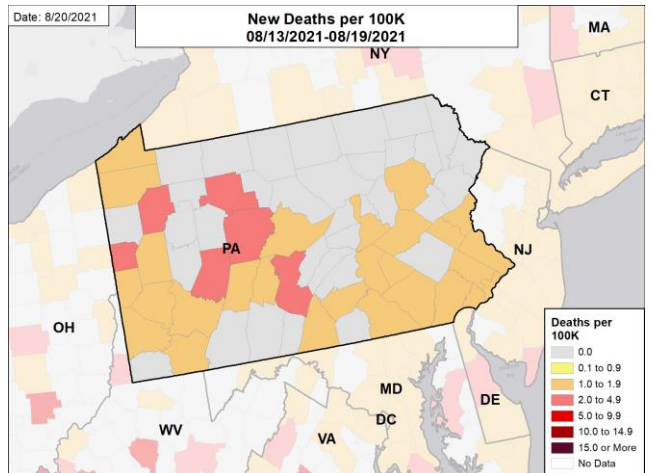 Date: 8/20/2021
New Deaths per 100K
08/13/2021-08/19/2021
NY
MA
CT
PA
NJ
OH
MD
DE
DC
WV
VA
Deaths per
100K
0.0
0.1 to 0.9
1.0 to 1.9
2.0 to 4.9
5.0 to 9.9
10.0 to 14.9
15.0 or More
No Data